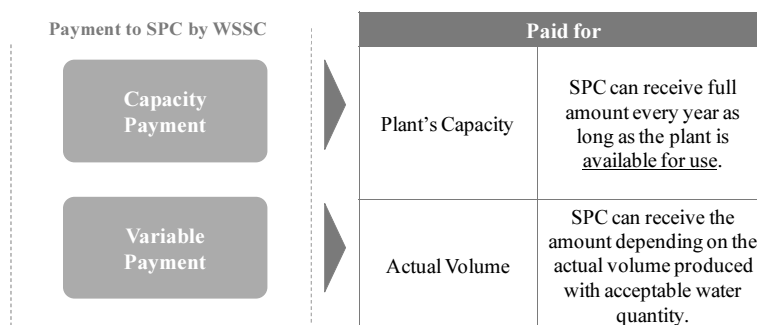 Payment to SPC by WSSC
Paid for
Capacity
Payment
Plant's Capacity
SPC can receive full
amount every year as
long as the plant is
available for use.
Variable
Payment
Actual Volume
SPC can receive the
amount depending on the
actual volume produced
with acceptable water
quantity.